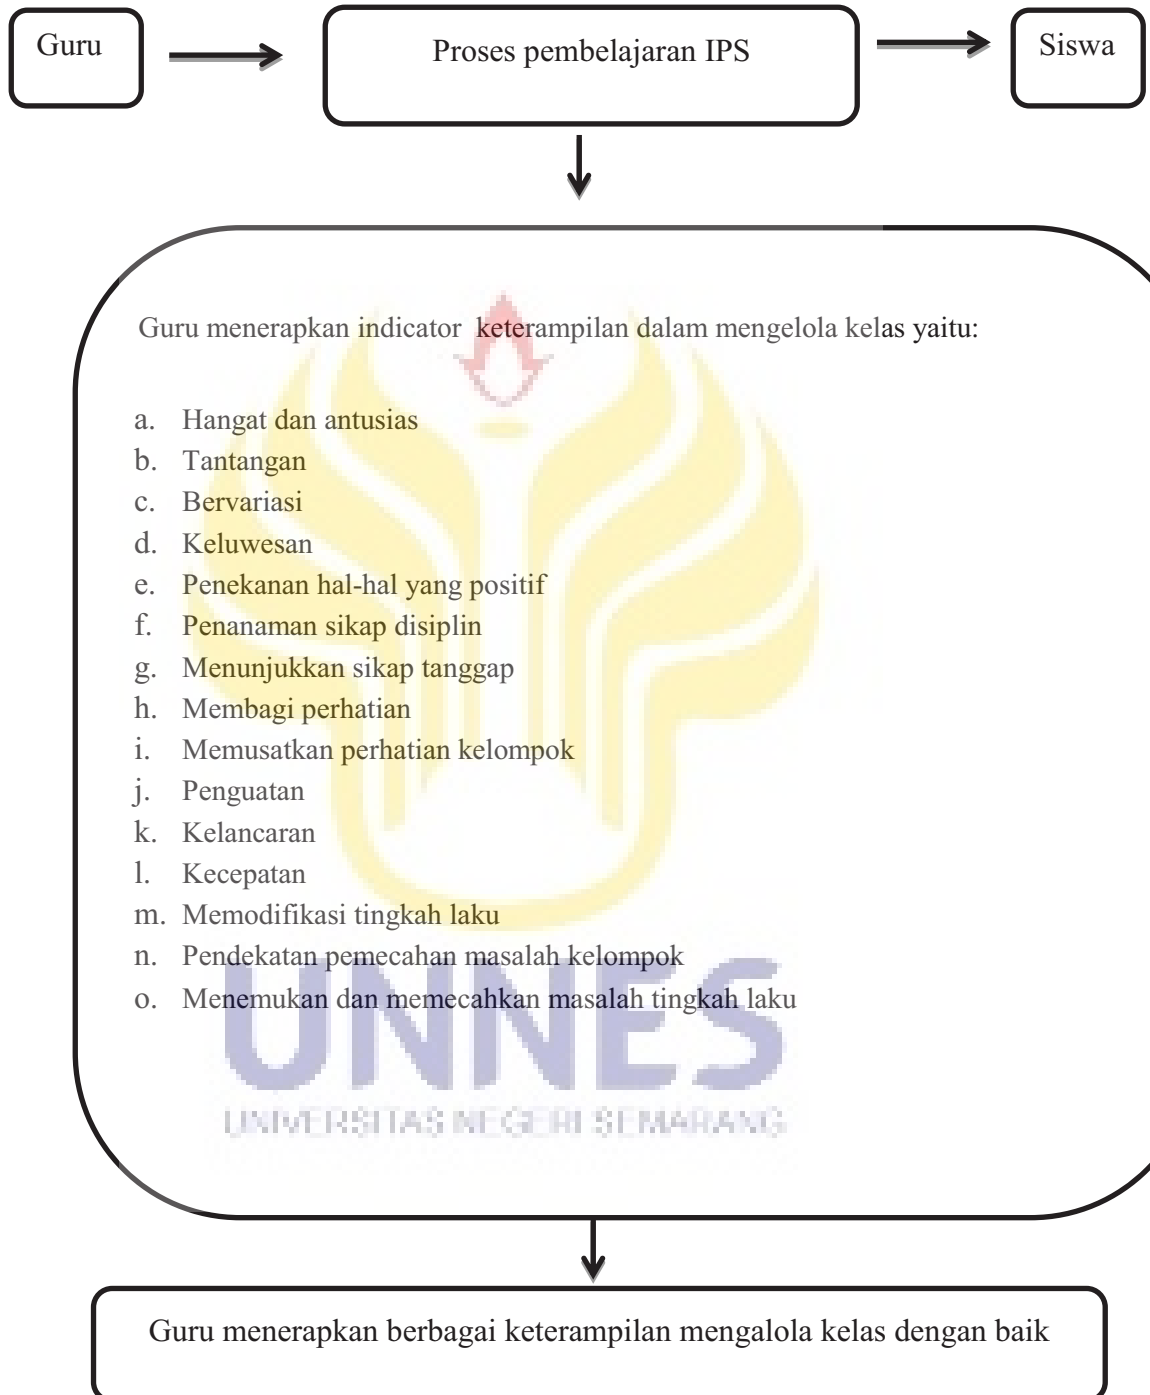 Guru
Proses pembelajaran IPS
Siswa
Guru menerapkan indicator keterampilan dalam mengelola kelas yaitu:
a. Hangat dan antusias
b. Tantangan
c. Bervariasi
d. Keluwesan
e. Penekanan hal-hal yang positif
f. Penanaman sikap disiplin
g. Menunjukkan sikap tanggap
h. Membagi perhatian
i. Memusatkan perhatian kelompok
j. Penguatan
k. Kelancaran
l. Kecepatan
m. Memodifikasi tingkah laku
n. Pendekatan pemecahan masalah kelompok
o. Menemukan dan memecahkan masalah tingkah laku
UNNES
UNIVERSITAS NEGERI SEMARANG
Guru menerapkan berbagai keterampilan mengalola kelas dengan baik